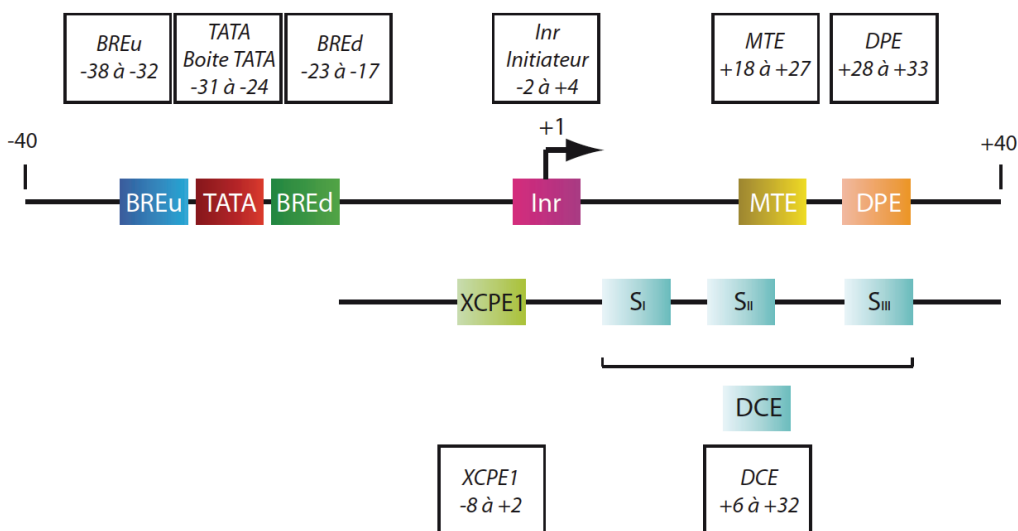 BREu
-38 à -32
TATA
Boite TATA
-31 à -24
BREd
-23 à -17
Inr
Initiateur
-2 à +4
MTE
+18 à +27
DPE
+28 à +33
-40
+1
+40
BREu
TATA
BREd
Inr
MTE
DPE
XCPE1
SI
SII
SIII
DCE
XCPE1
-8 à +2
DCE
+6 à +32